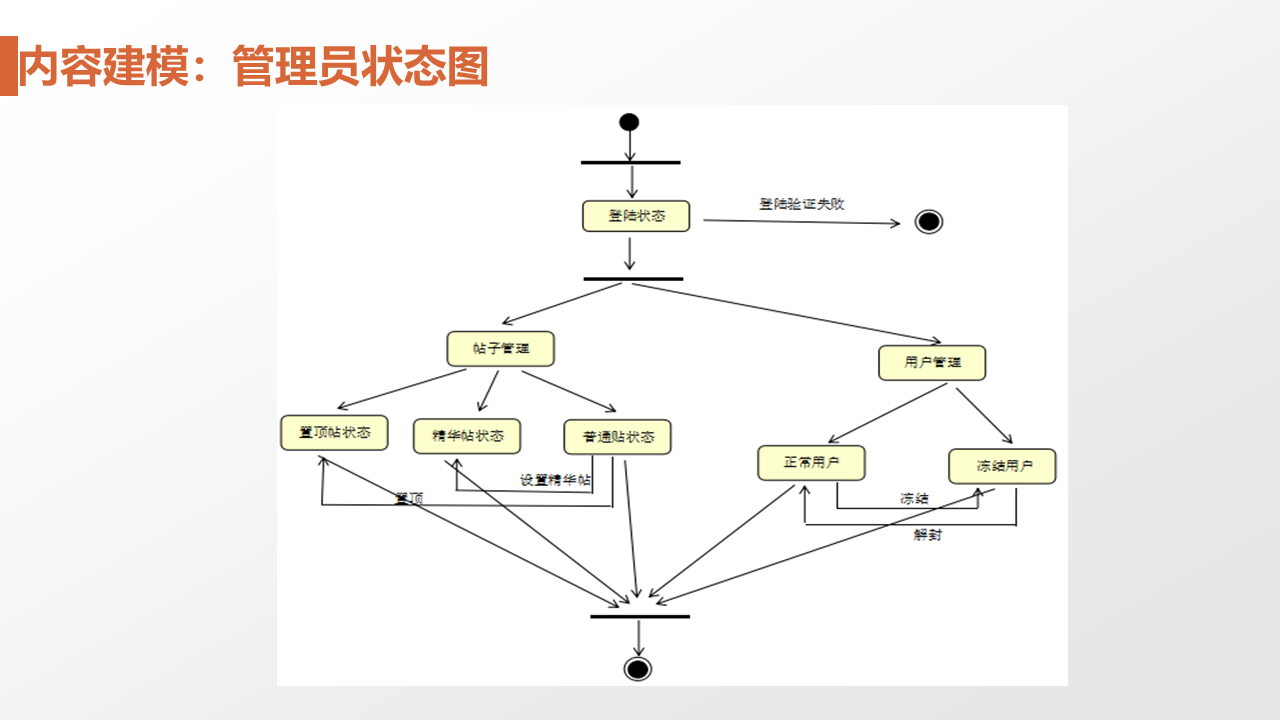 内容建模：管理员状态图
登陆状态
登陆验证失败
帖子管理
用户管理
置顶帖状态
精华帖状态
普通贴状态
正常用户
冻结用户
设置精华帖
置顶
冻结
解封